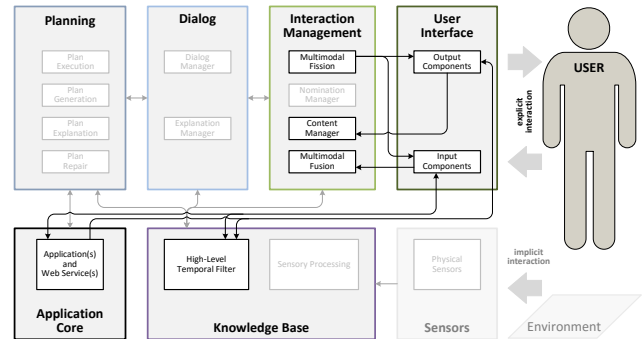 Planning
Plan
Execution
Plan
Generation
Plan
Explanation
Plan
Repair
Dialog
Dialog
Manager
Explanation
Manager
Interaction
Management
Multimodal
Fission
Nomination
Manager
Content
Manager
Multimodal
Fusion
User
Interface
Output
Components
Input
Components
explicit
interaction
USER
Application(s)
and
Web Service(s)
Application
Core
High-Level
Temporal Filter
Sensory Processing
Knowledge Base
Physical
Sensors
Sensors
implicit
interaction
Environment